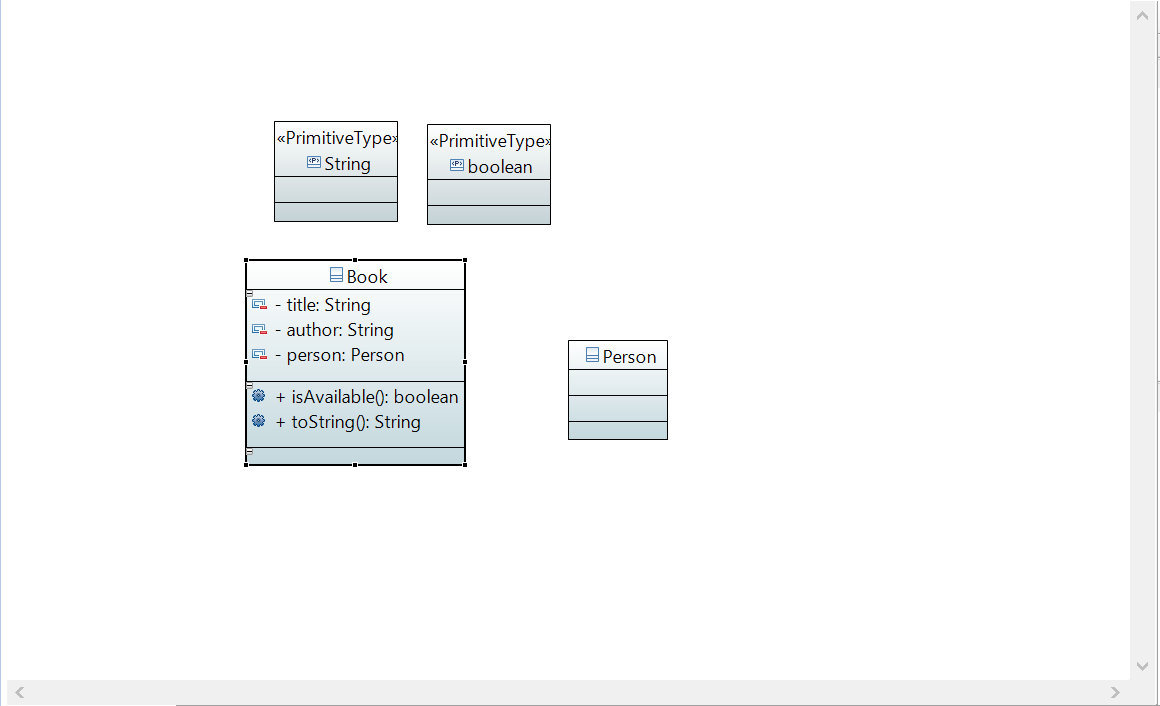 «PrimitiveType»
String
«PrimitiveType»
boolean
Book
- title: String
- author: String
- person: Person
+ isAvailable(): boolean
+ toString(): String
Person